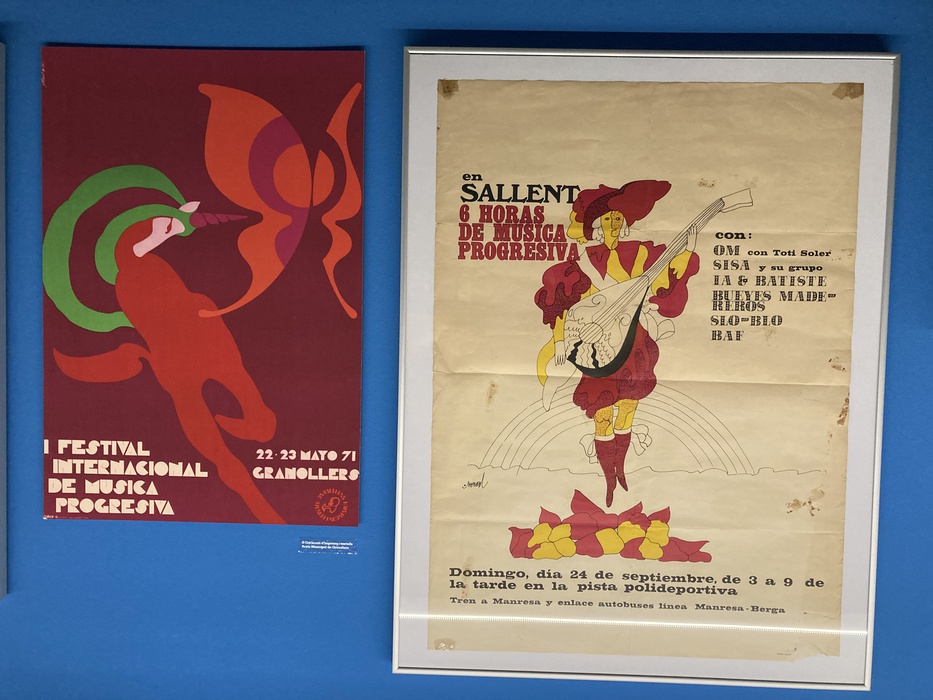 I FESTIVAL
INTERNACIONAL
DE MUSICA
PROGRESIVA
22·23 MAYO 71
GRANOLLERS
en
SALLENT
6 HORAS
DE MUSICA
PROGRESIVA
con:
OM con Toti Soler
SISA y su grupo
IA & BATISTE
BUEYES MADE-
REROS
SLO-BLO
BAF
Domingo, día 24 de septiembre, de 3 a 9 de
la tarde en la pista polideportiva
Tren a Manresa y enlace autobuses linea Manresa-Berga